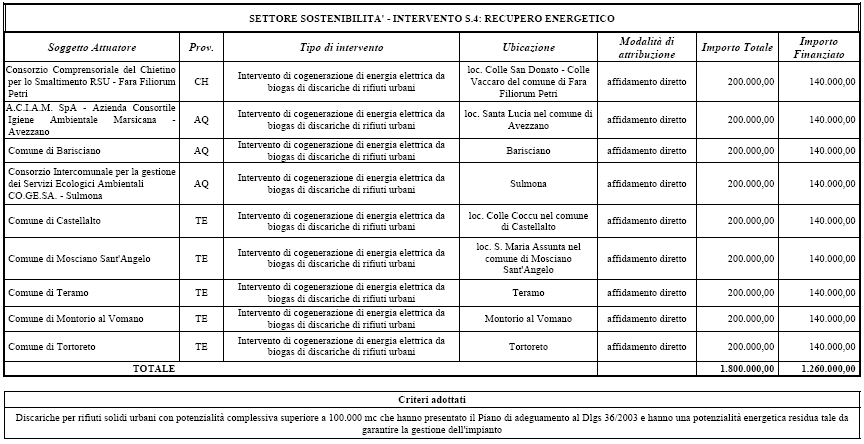 SETTORE SOSTENIBILITA' - INTERVENTO S.4: RECUPERO ENERGETICO
Soggetto Attuatore Prov. Tipo di intervento Ubicazione Modalità di attribuzione Importo Totale Importo Finanziato
Consorzio Comprensoriale del Chietino per lo Smaltimento RSU - Fara Filiorum Petri CH Intervento di cogenerazione di energia elettrica da biogas di discariche di rifiuti urbani loc. Colle San Donato - Colle Vaccaro del comune di Fara Filiorum Petri affidamento diretto 200.000,00 140.000,00
A.C.I.A.M. SpA - Azienda Consortile Igiene Ambientale Marsicana - Avezzano AQ Intervento di cogenerazione di energia elettrica da biogas di discariche di rifiuti urbani loc. Santa Lucia nel comune di Avezzano affidamento diretto 200.000,00 140.000,00
Comune di Barisciano AQ Intervento di cogenerazione di energia elettrica da biogas di discariche di rifiuti urbani Barisciano affidamento diretto 200.000,00 140.000,00
Consorzio Intercomunale per la gestione dei Servizi Ecologici Ambientali CO.GE.SA. - Sulmona AQ Intervento di cogenerazione di energia elettrica da biogas di discariche di rifiuti urbani Sulmona affidamento diretto 200.000,00 140.000,00
Comune di Castellalto TE Intervento di cogenerazione di energia elettrica da biogas di discariche di rifiuti urbani loc. Colle Coccu nel comune di Castellalto affidamento diretto 200.000,00 140.000,00
Comune di Mosciano Sant'Angelo TE Intervento di cogenerazione di energia elettrica da biogas di discariche di rifiuti urbani loc. S. Maria Assunta nel comune di Mosciano Sant'Angelo affidamento diretto 200.000,00 140.000,00
Comune di Teramo TE Intervento di cogenerazione di energia elettrica da biogas di discariche di rifiuti urbani Teramo affidamento diretto 200.000,00 140.000,00
Comune di Montorio al Vomano TE Intervento di cogenerazione di energia elettrica da biogas di discariche di rifiuti urbani Montorio al Vomano affidamento diretto 200.000,00 140.000,00
Comune di Tortoreto TE Intervento di cogenerazione di energia elettrica da biogas di discariche di rifiuti urbani Tortoreto affidamento diretto 200.000,00 140.000,00
TOTALE 1.800.000,00 1.260.000,00
Criteri adottati
Discariche per rifiuti solidi urbani con potenzialità complessiva superiore a 100.000 mc che hanno presentato il Piano di adeguamento al Dlgs 36/2003 e hanno una potenzialità energetica residua tale da
garantire la gestione dell'impianto